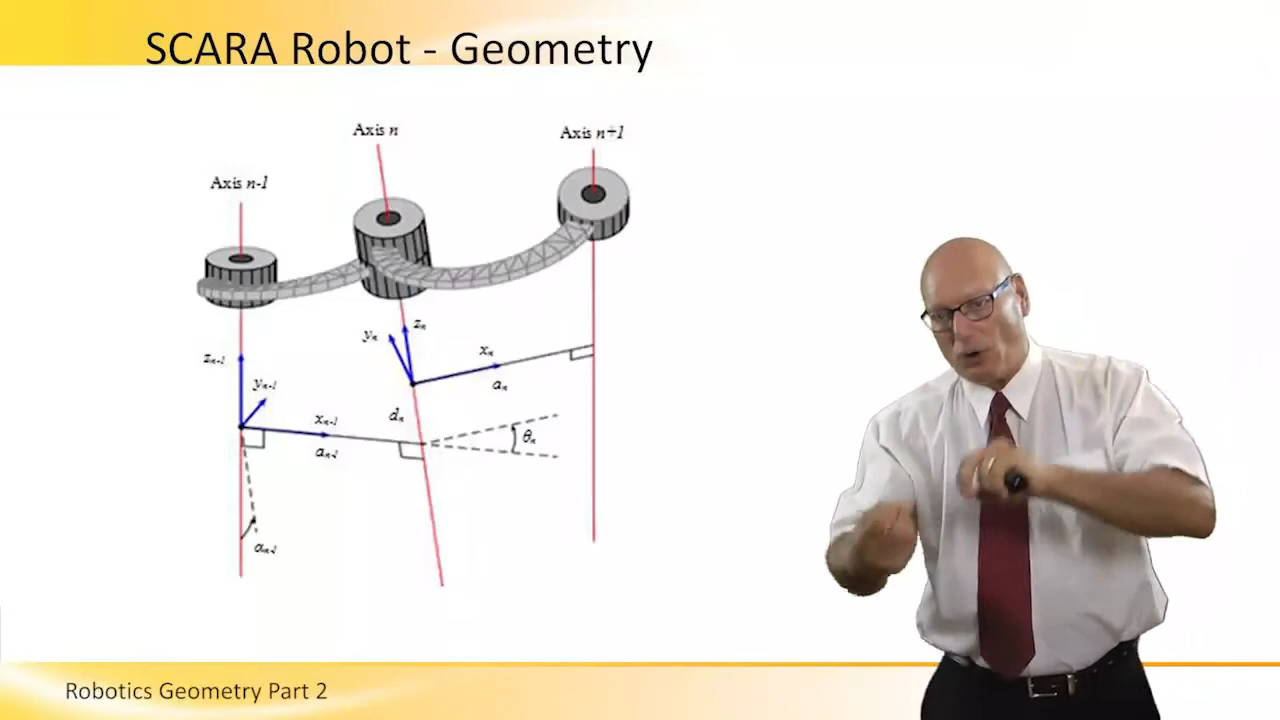 SCARA Robot - Geometry
Axis n
Axis n+1
Axis n-1
zn
yn
zn-1
xn
yn-1
an
dn
xn-1
θn
an-1
αn-1
Robotics Geometry Part 2